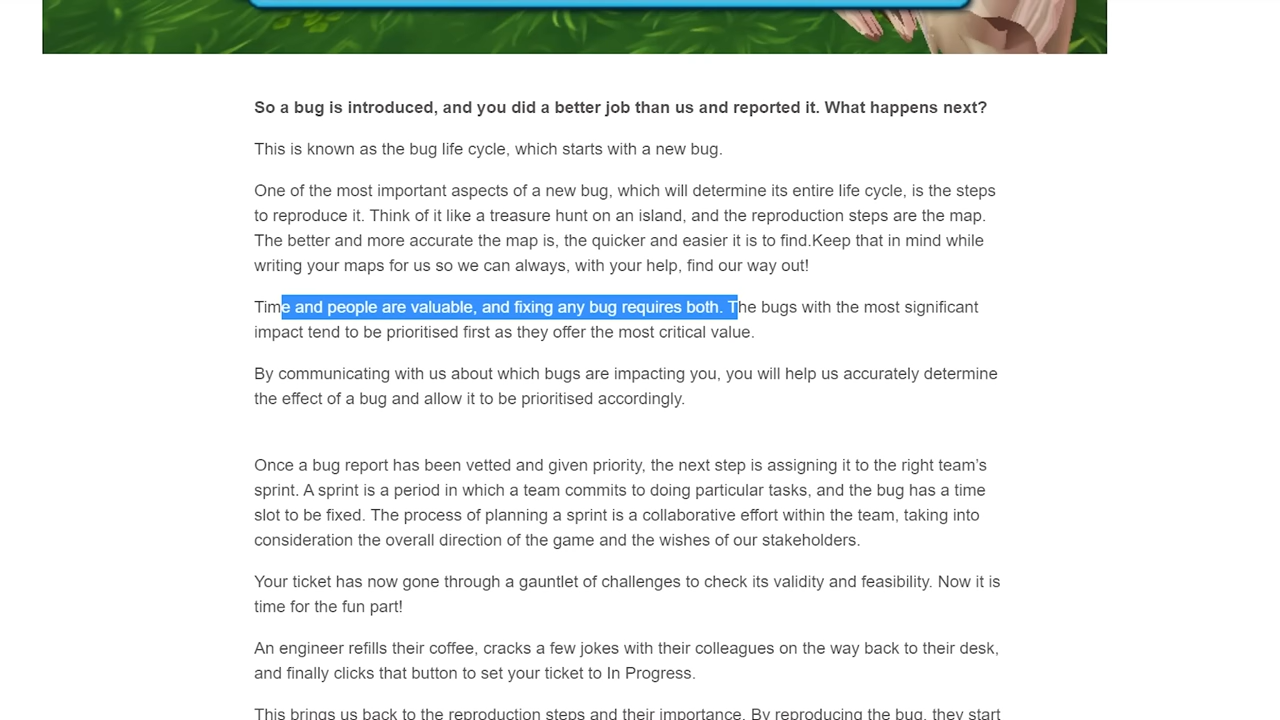 So a bug is introduced, and you did a better job than us and reported it. What happens next?
This is known as the bug life cycle, which starts with a new bug.
One of the most important aspects of a new bug, which will determine its entire life cycle, is the steps
to reproduce it. Think of it like a treasure hunt on an island, and the reproduction steps are the map.
The better and more accurate the map is, the quicker and easier it is to find.Keep that in mind while
writing your maps for us so we can always, with your help, find our way out!
Time and people are valuable, and fixing any bug requires both. The bugs with the most significant
impact tend to be prioritised first as they offer the most critical value.
By communicating with us about which bugs are impacting you, you will help us accurately determine
the effect of a bug and allow it to be prioritised accordingly.
Once a bug report has been vetted and given priority, the next step is assigning it to the right team’s
sprint. A sprint is a period in which a team commits to doing particular tasks, and the bug has a time
slot to be fixed. The process of planning a sprint is a collaborative effort within the team, taking into
consideration the overall direction of the game and the wishes of our stakeholders.
Your ticket has now gone through a gauntlet of challenges to check its validity and feasibility. Now it is
time for the fun part!
An engineer refills their coffee, cracks a few jokes with their colleagues on the way back to their desk,
and finally clicks that button to set your ticket to In Progress.
This brings us back to the reproduction steps and their importance. By reproducing the bug, they start